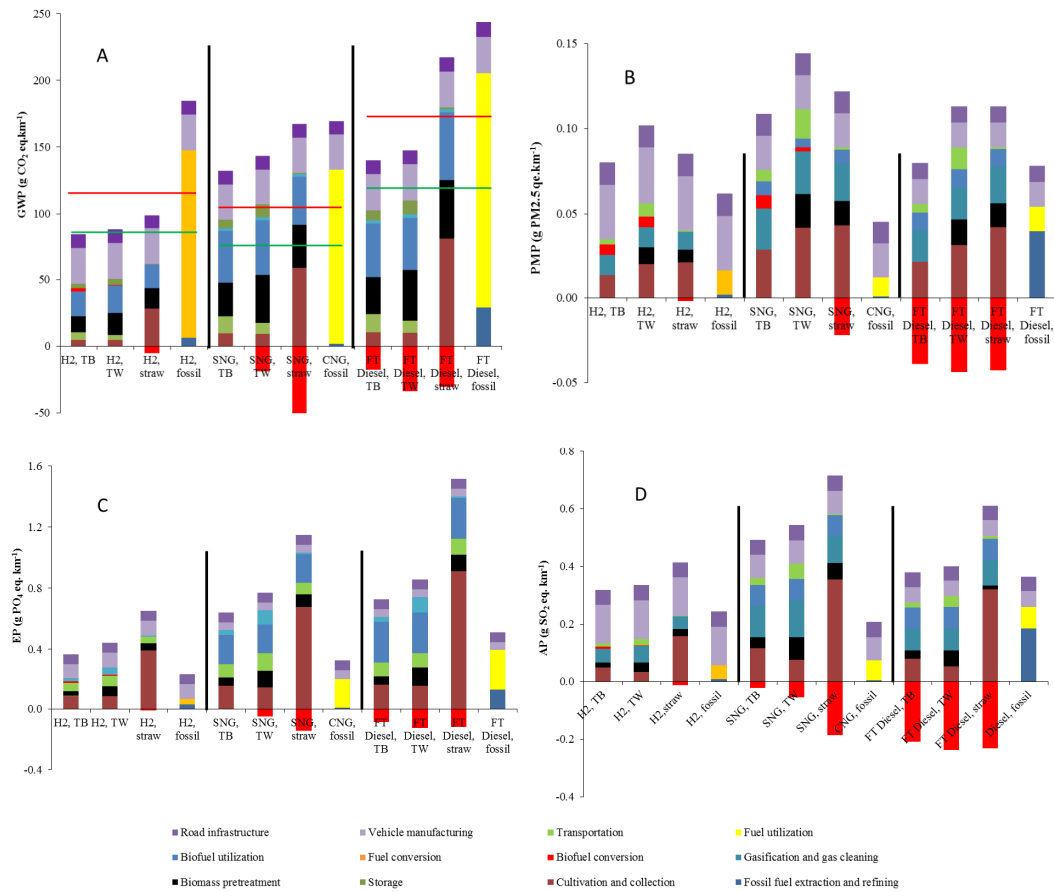 A
GWP (g CO2 eq.km-1)
250
200
150
100
50
0
-50
H2, TB
H2, TW
H2, straw
H2, fossil
SNG, TB
SNG, TW
SNG, straw
CNG, fossil
FT Diesel, TB
FT Diesel, TW
FT Diesel, straw
FT Diesel, fossil
B
PMP (g PM2.5 qe.km-1)
0.15
0.10
0.05
0.00
-0.05
H2, TB
H2, TW
H2, straw
H2, fossil
SNG, TB
SNG, TW
SNG, straw
CNG, fossil
FT Diesel, TB
FT Diesel, TW
FT Diesel, straw
FT Diesel, fossil
C
EP (g PO4 eq. km-1)
1.6
1.2
0.8
0.4
0.0
-0.4
H2, TB
H2, TW
H2, straw
H2, fossil
SNG, TB
SNG, TW
SNG, straw
CNG, fossil
FT Diesel, TB
FT Diesel, TW
FT Diesel, straw
FT Diesel, fossil
D
AP (g SO2 eq. km-1)
0.8
0.6
0.4
0.2
0.0
-0.2
-0.4
H2, TB
H2, TW
H2,straw
H2, fossil
SNG, TB
SNG, TW
SNG, straw
CNG, fossil
FT Diesel, TB
FT Diesel, TW
FT Diesel, straw
Diesel, fossil
Road infrastructure
Vehicle manufacturing
Transportation
Fuel utilization
Biofuel utilization
Fuel conversion
Biofuel conversion
Gasification and gas cleaning
Biomass pretreatment
Storage
Cultivation and collection
Fossil fuel extraction and refining